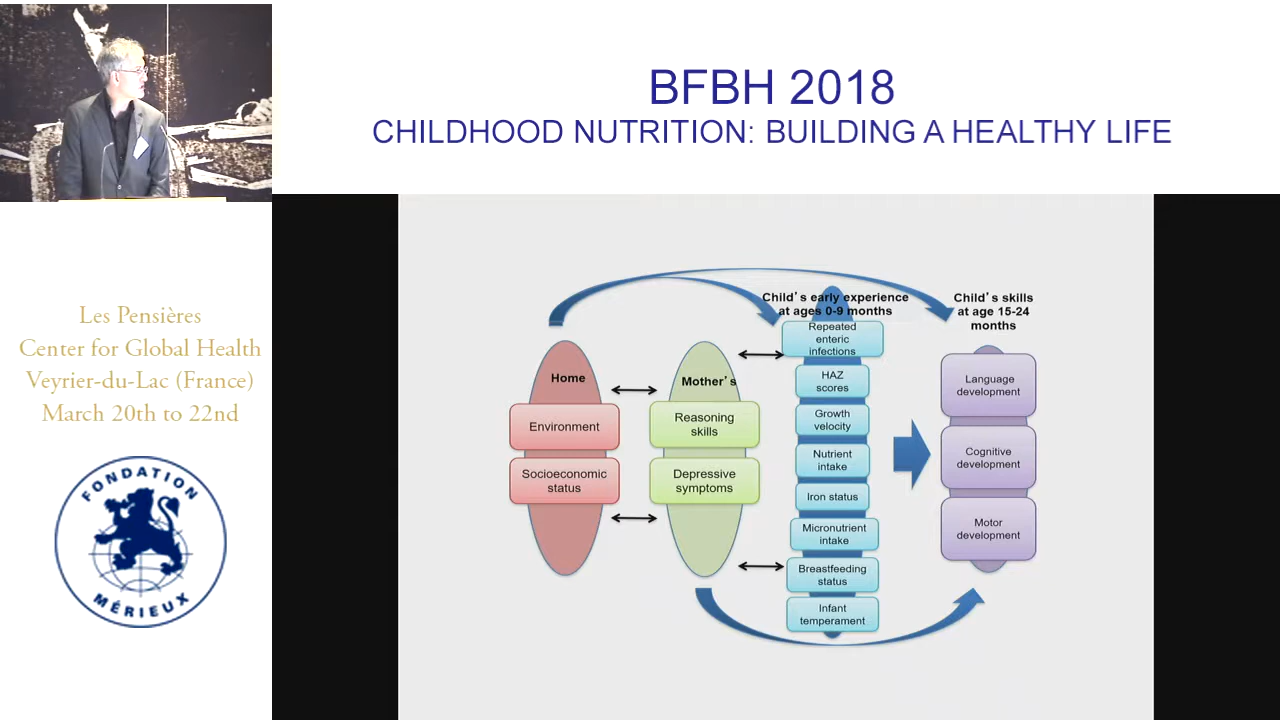 BFBH 2018
CHILDHOOD NUTRITION: BUILDING A HEALTHY LIFE
Les Pensières
Center for Global Health
Veyrier-du-Lac (France)
March 20th to 22nd
FONDATION
MÉRIEUX
Home
Environment
Socioeconomic
status
Mother's
Reasoning
skills
Depressive
symptoms
Child's early experience
at ages 0-9 months
Repeated
enteric
infections
HAZ
scores
Growth
velocity
Nutrient
intake
Iron status
Micronutrient
intake
Breastfeeding
status
Infant
temperament
Child's skills
at age 15-24
months
Language
development
Cognitive
development
Motor
development